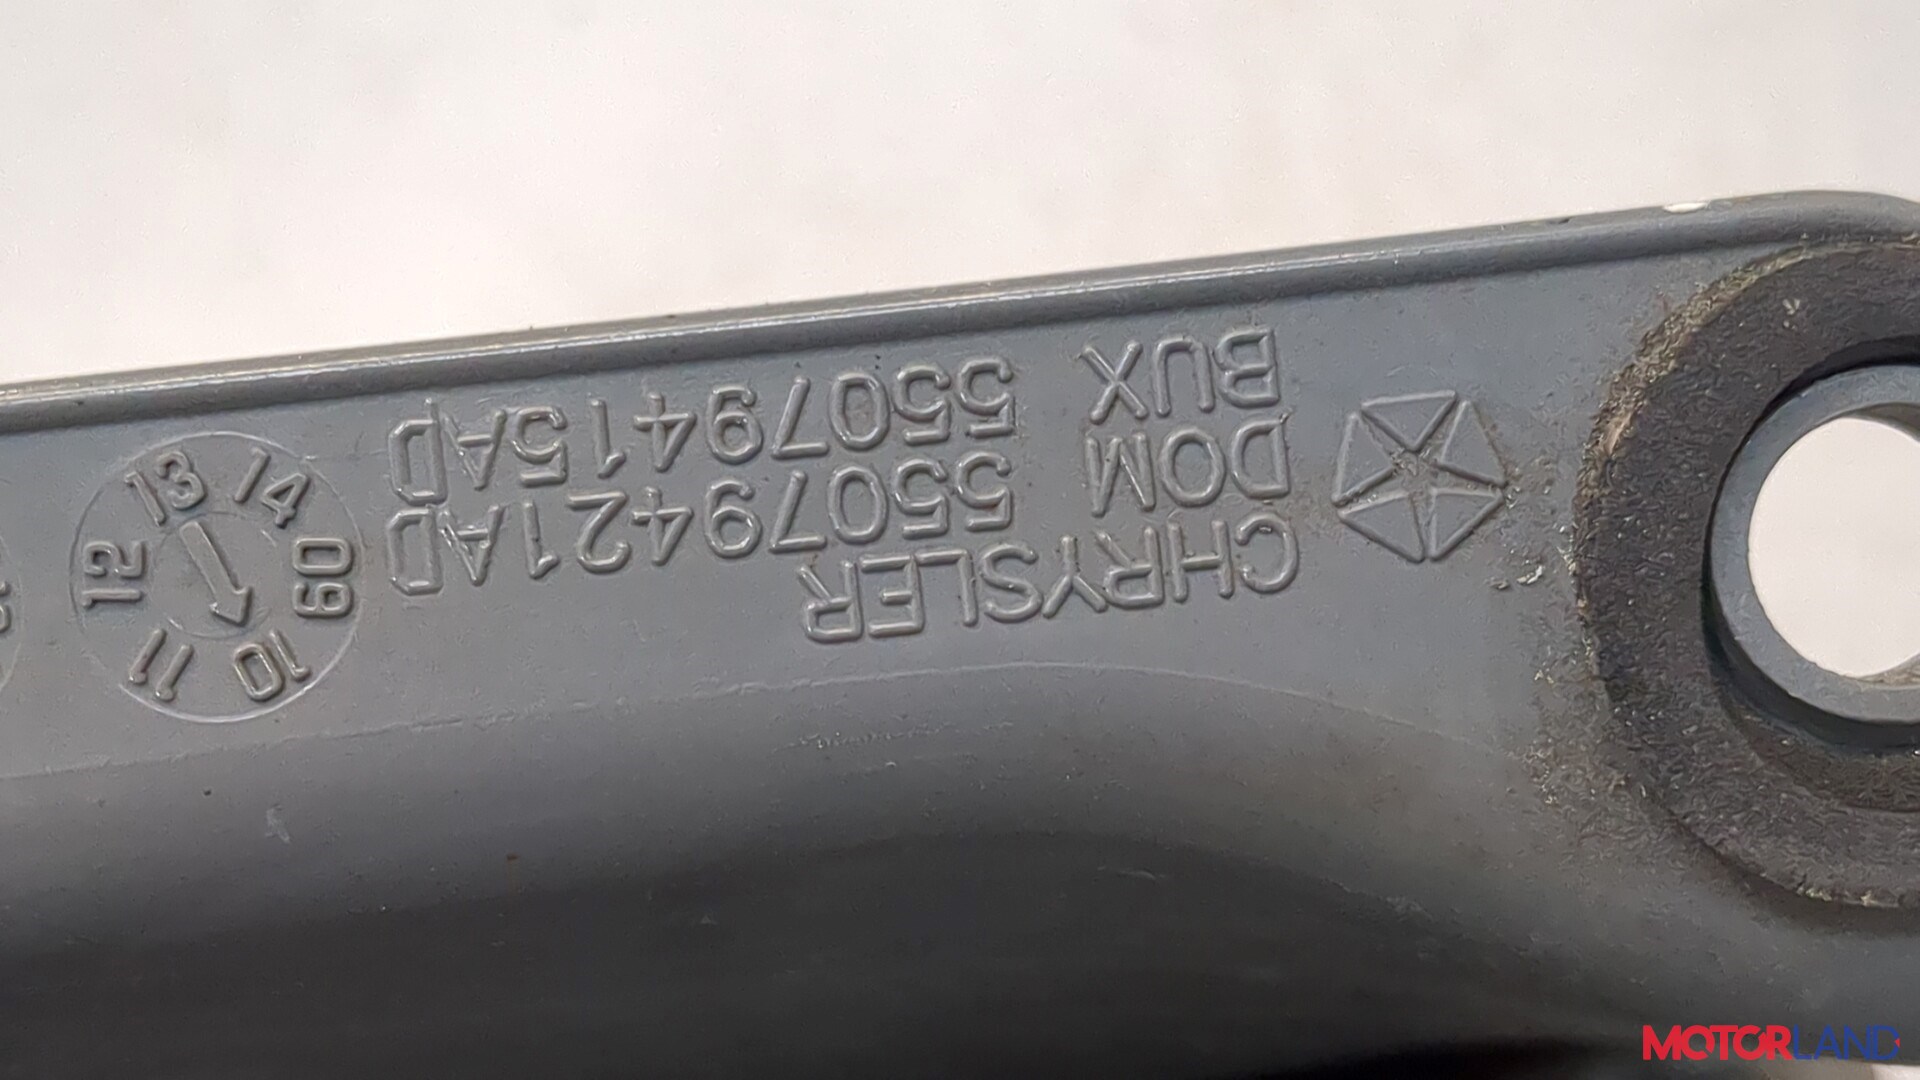 CHRYSLER
DOM 55079421AD
BUX 55079415AD
09 10 11 12 13 14
MOTORLAND